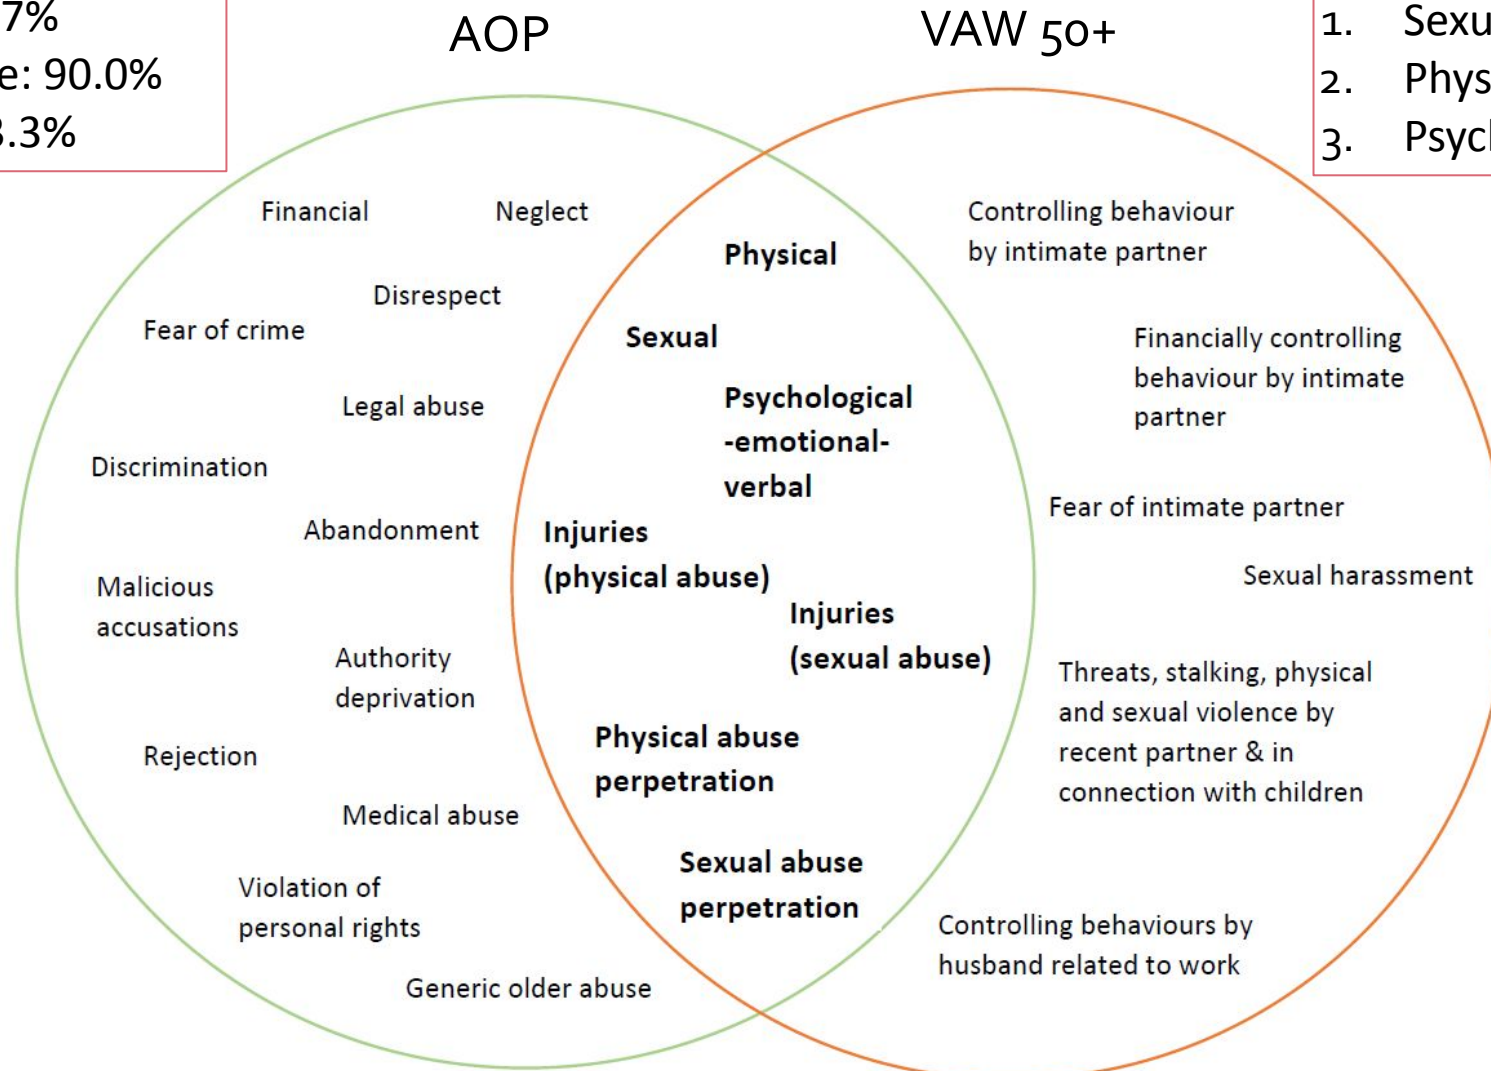 7%
e: 90.0%
3.3%
AOP
VAW 50+
1. Sexu
2. Phys
3. Psych
Financial
Neglect
Disrespect
Fear of crime
Legal abuse
Discrimination
Abandonment
Malicious
accusations
Authority
deprivation
Rejection
Medical abuse
Violation of
personal rights
Generic older abuse
Physical
Sexual
Psychological
-emotional-
verbal
Injuries
(physical abuse)
Injuries
(sexual abuse)
Physical abuse
perpetration
Sexual abuse
perpetration
Controlling behaviour
by intimate partner
Financially controlling
behaviour by intimate
partner
Fear of intimate partner
Sexual harassment
Threats, stalking, physical
and sexual violence by
recent partner & in
connection with children
Controlling behaviours by
husband related to work